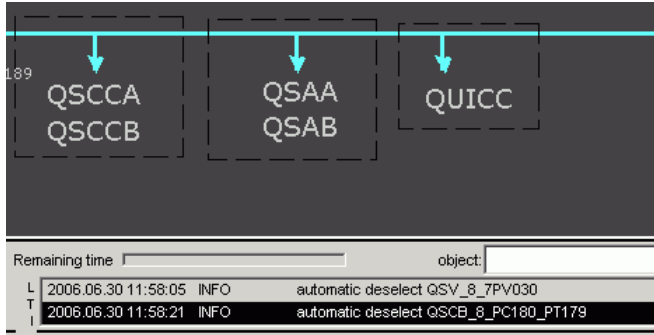 189
QSCCA QSAA QUICC
QSCCB QSAB
Remaining time object:
L 2006.06.30 11:58:05 INFO automatic deselect QSV_8_7PV030
T
I 2006.06.30 11:58:21 INFO automatic deselect QSCB_8_PC180_PT179